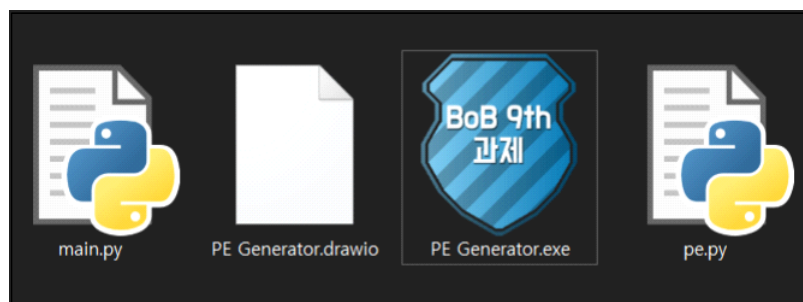 BoB 9th
과제
main.py
PE Generator.drawio
PE Generator.exe
pe.py